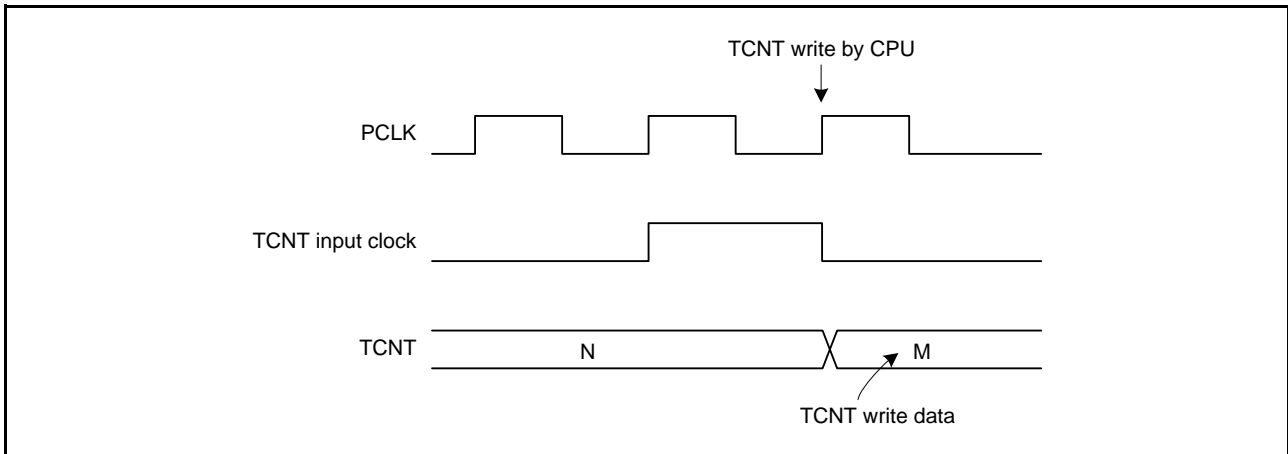 TCNT write by CPU
PCLK
TCNT input clock
TCNT
N
M
TCNT write data